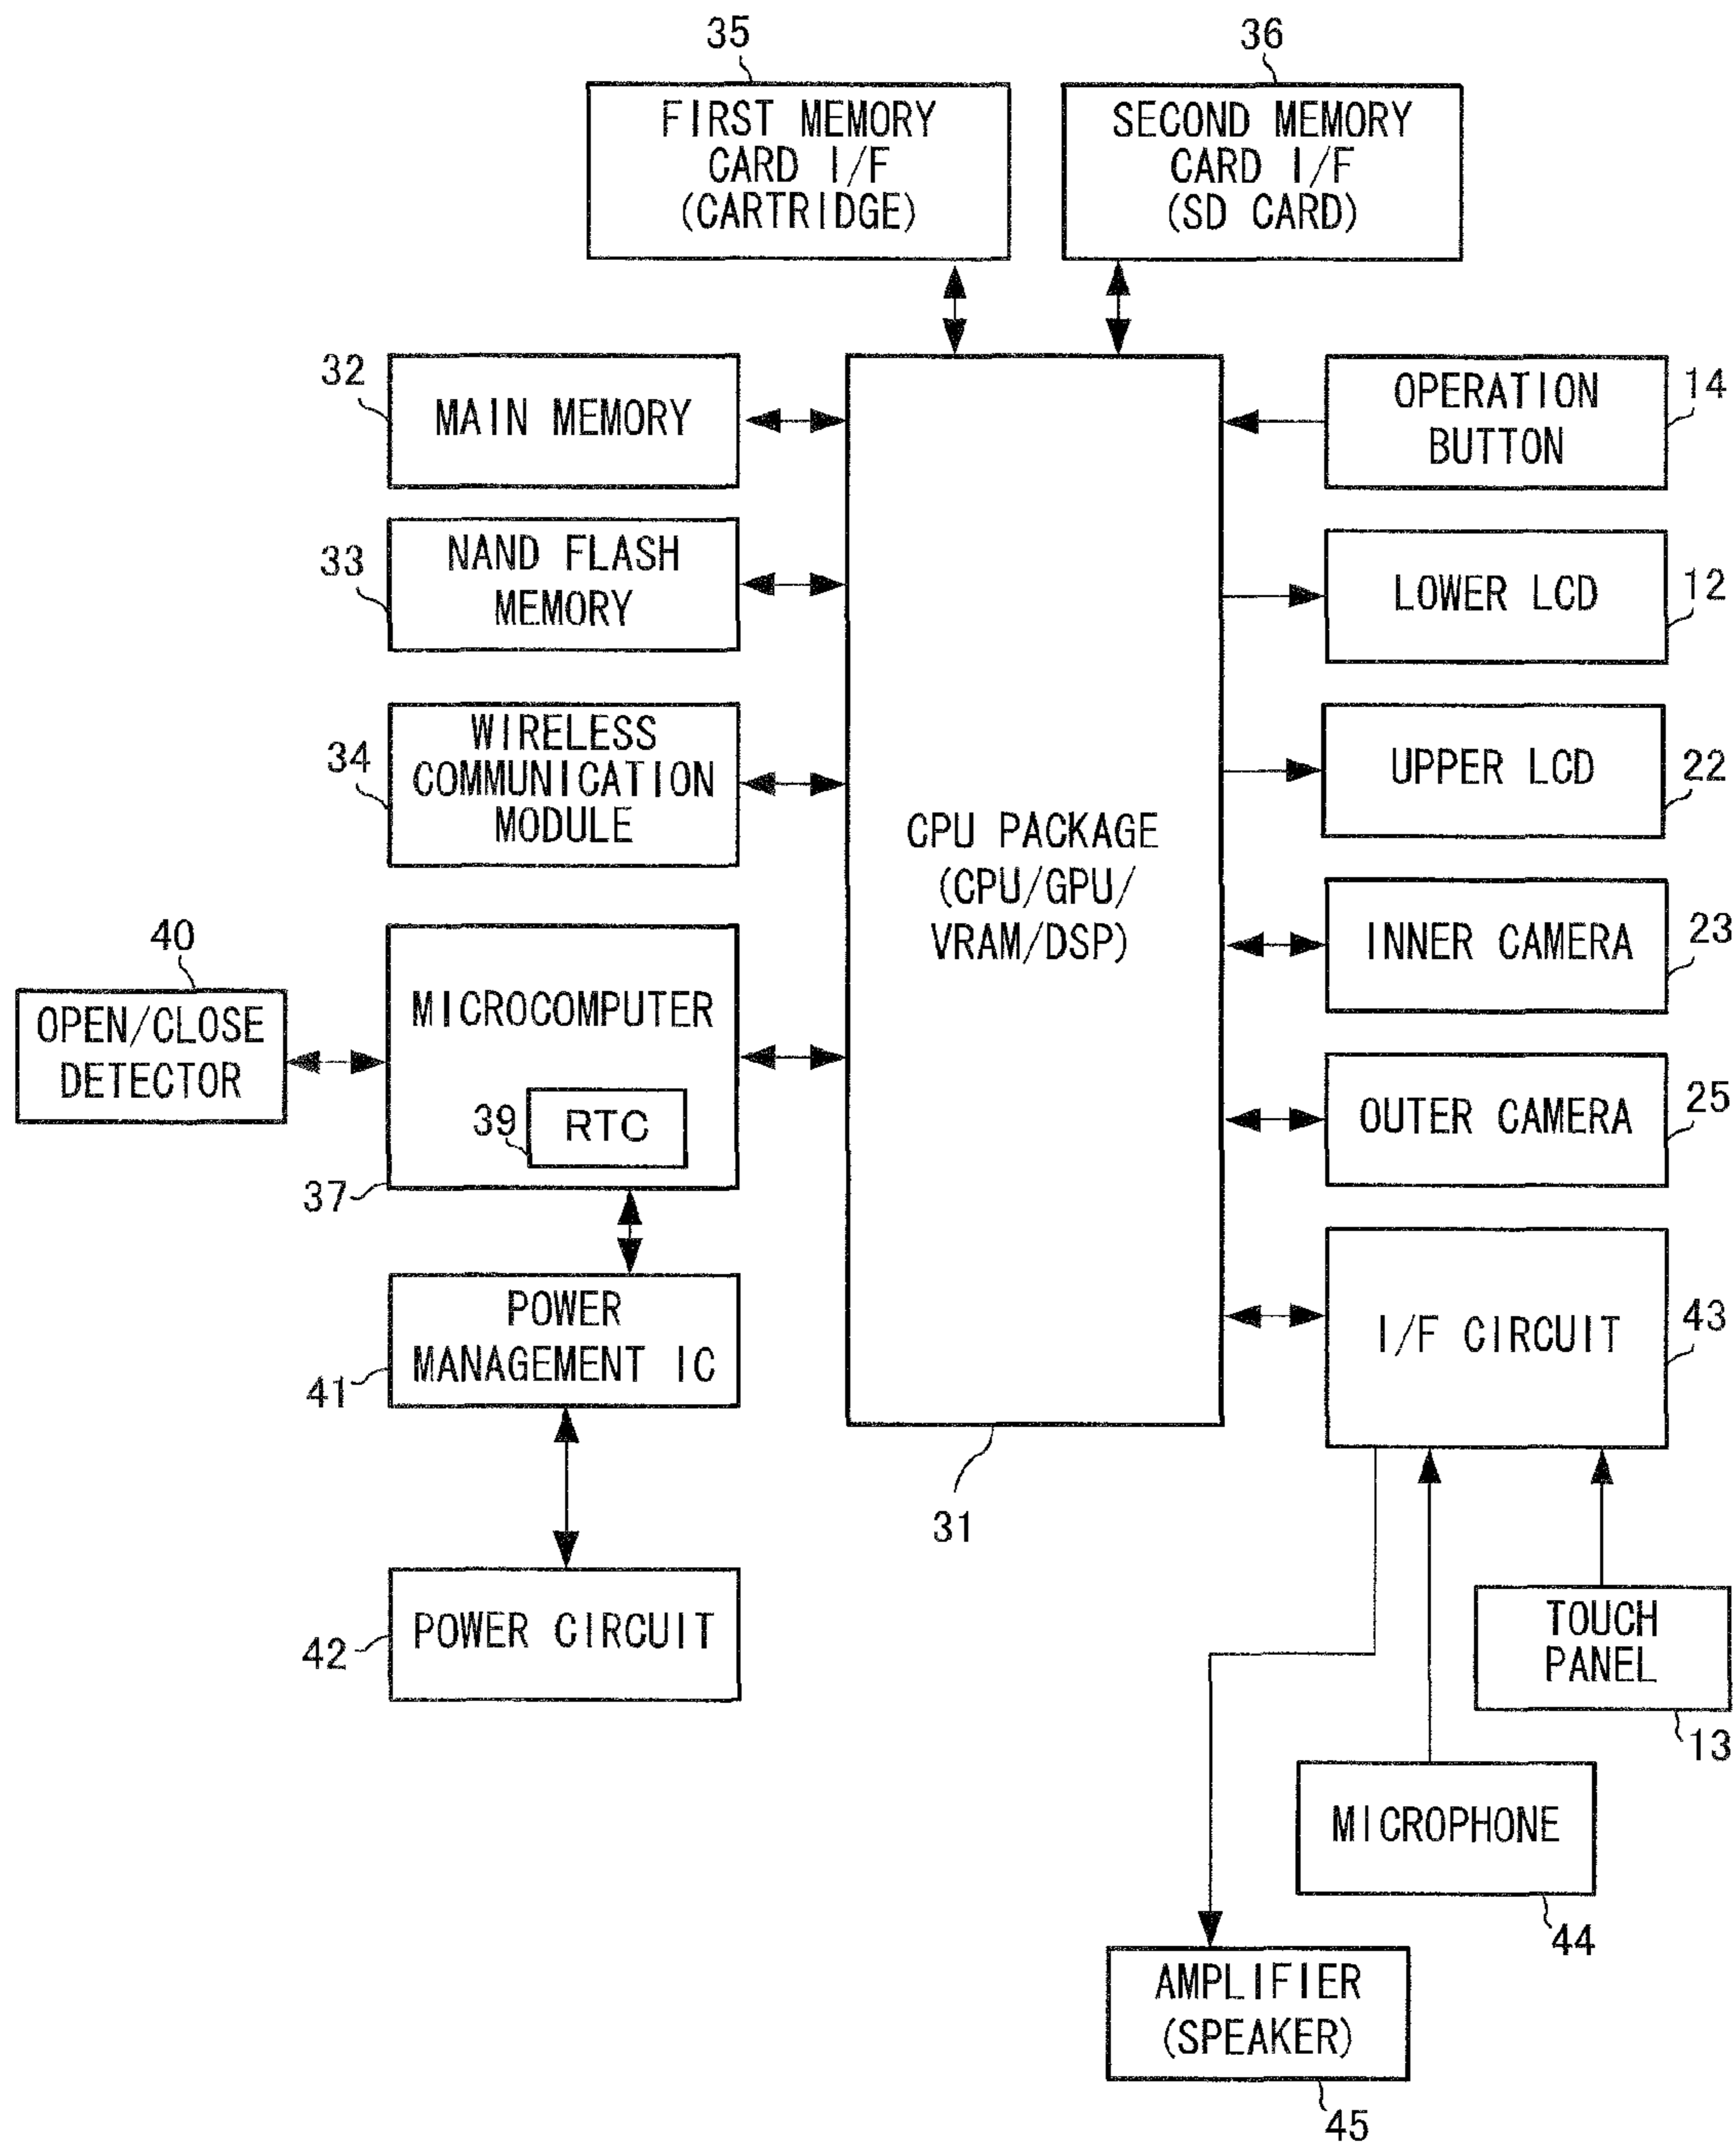 35
36
FIRST MEMORY
CARD I/F
(CARTRIDGE)
SECOND MEMORY
CARD I/F
(SD CARD)
32
MAIN MEMORY
33
NAND FLASH
MEMORY
34
WIRELESS
COMMUNICATION
MODULE
40
OPEN/CLOSE
DETECTOR
MICROCOMPUTER
39
RTC
37
POWER
MANAGEMENT IC
41
POWER CIRCUIT
42
CPU PACKAGE
(CPU/GPU/
VRAM/DSP)
31
OPERATION
BUTTON
14
LOWER LCD
12
UPPER LCD
22
INNER CAMERA
23
OUTER CAMERA
25
I/F CIRCUIT
43
TOUCH
PANEL
13
MICROPHONE
44
AMPLIFIER
(SPEAKER)
45